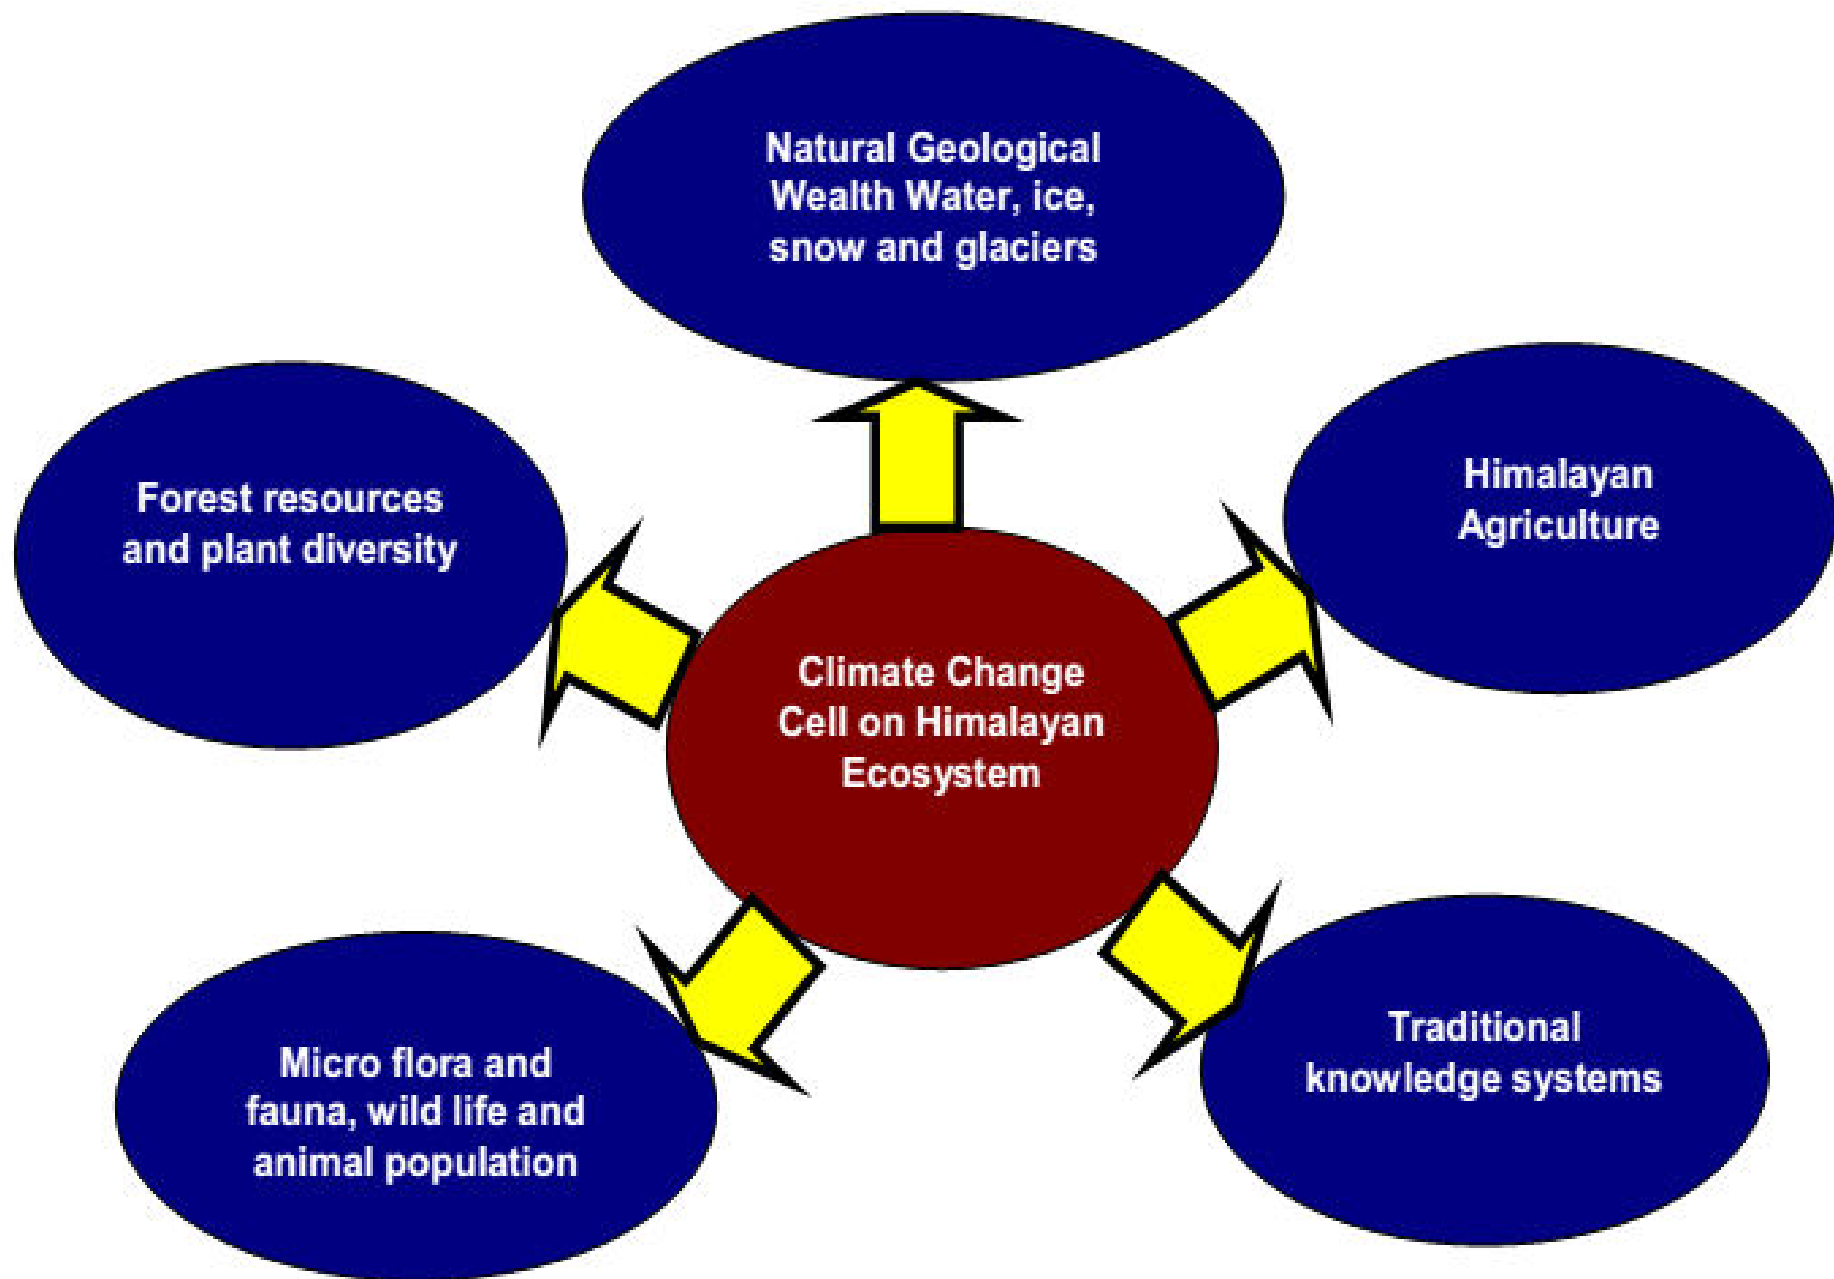 Natural Geological
Wealth Water, ice,
snow and glaciers
Forest resources
and plant diversity
Himalayan
Agriculture
Climate Change
Cell on Himalayan
Ecosystem
Micro flora and
fauna, wild life and
animal population
Traditional
knowledge systems